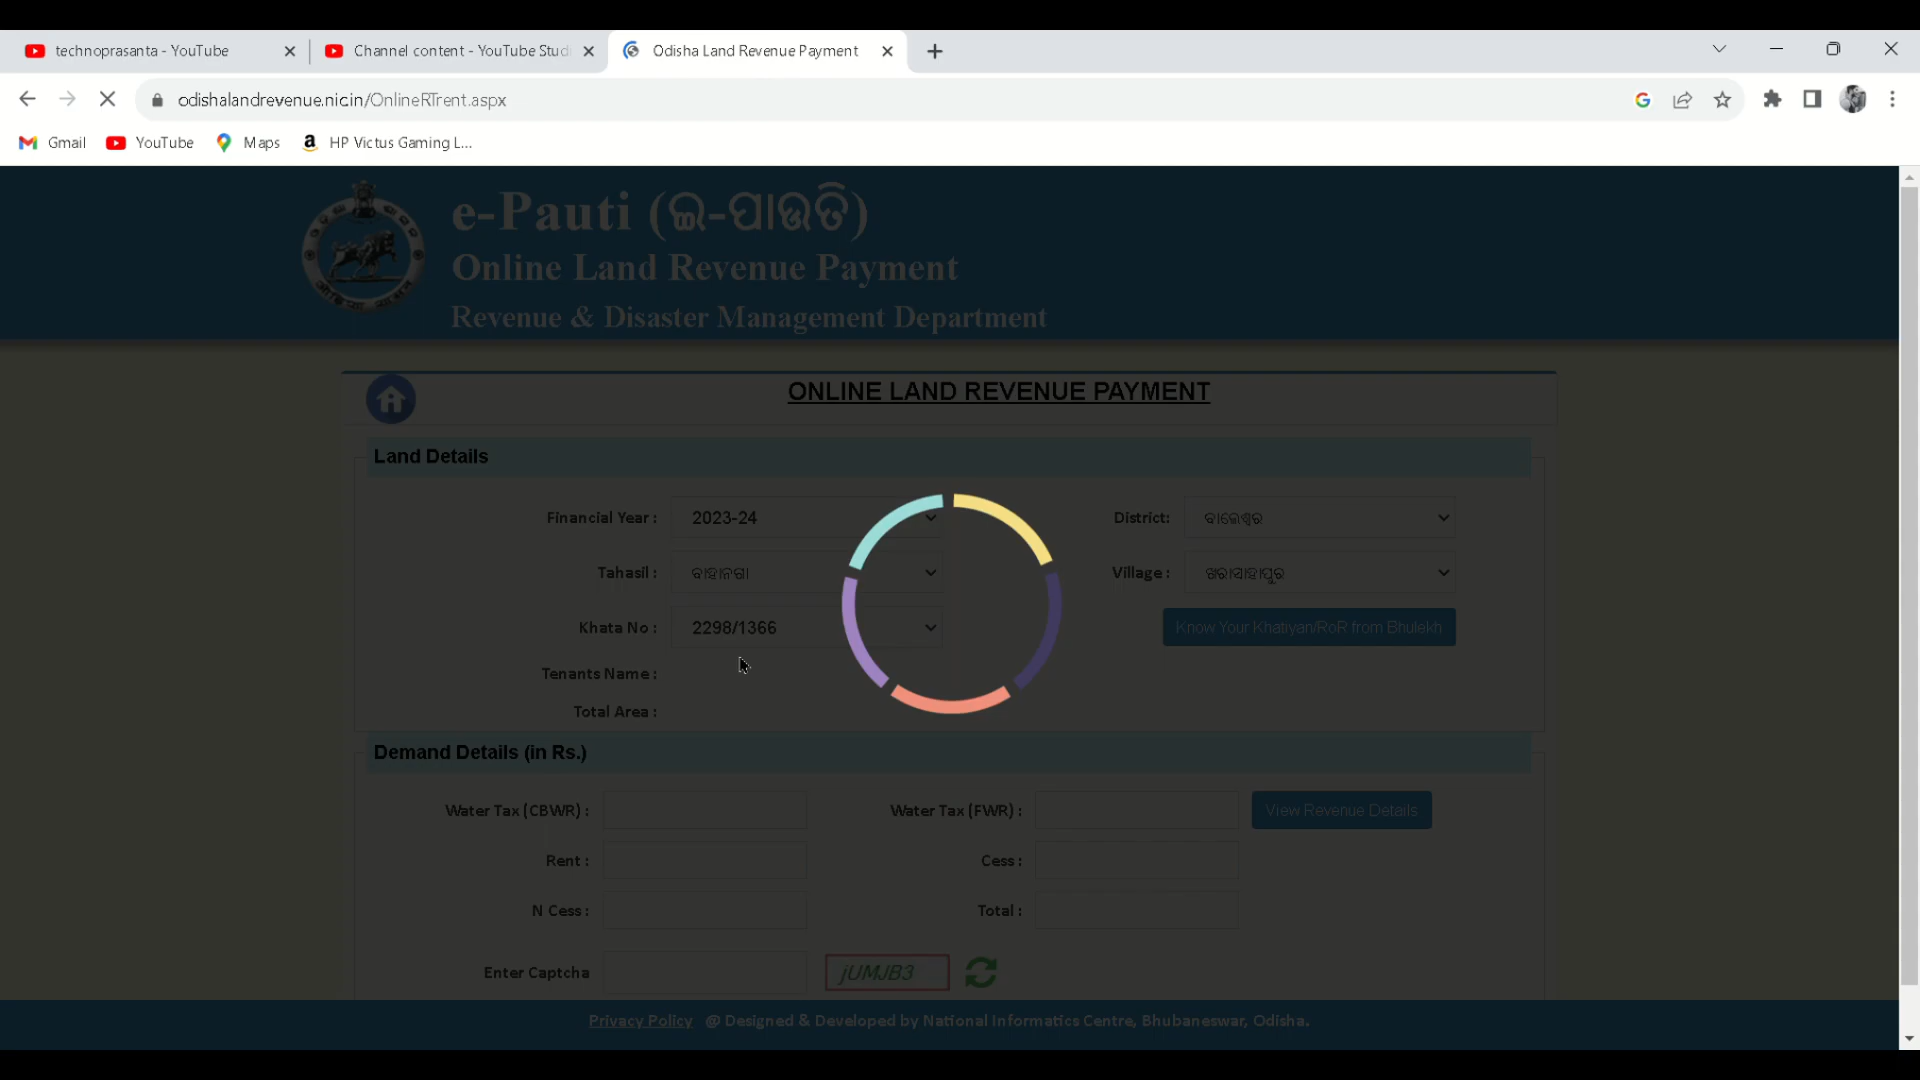 technoprasanta - YouTube
Channel content - YouTube Studi
Odisha Land Revenue Payment
odishalandrevenue.nic.in/OnlineRTrent.aspx
Gmail YouTube Maps HP Victus Gaming L...
e-Pauti (ଇ-ପାଉତି)
Online Land Revenue Payment
Revenue & Disaster Management Department
ONLINE LAND REVENUE PAYMENT
Land Details
Financial Year : 2023-24 District: ବାଲେଶ୍ଵର
Tahasil : ବାହାନଗା Village : ଖରାସାହାପୁର
Khata No : 2298/1366 Know Your Khatiyan/RoR from Bhulekh
Tenants Name :
Total Area :
Demand Details (in Rs.)
Water Tax (CBWR) : Water Tax (FWR) : View Revenue Details
Rent : Cess :
N Cess : Total :
Enter Captcha jUMJB3
Privacy Policy @ Designed & Developed by National Informatics Centre, Bhubaneswar, Odisha.